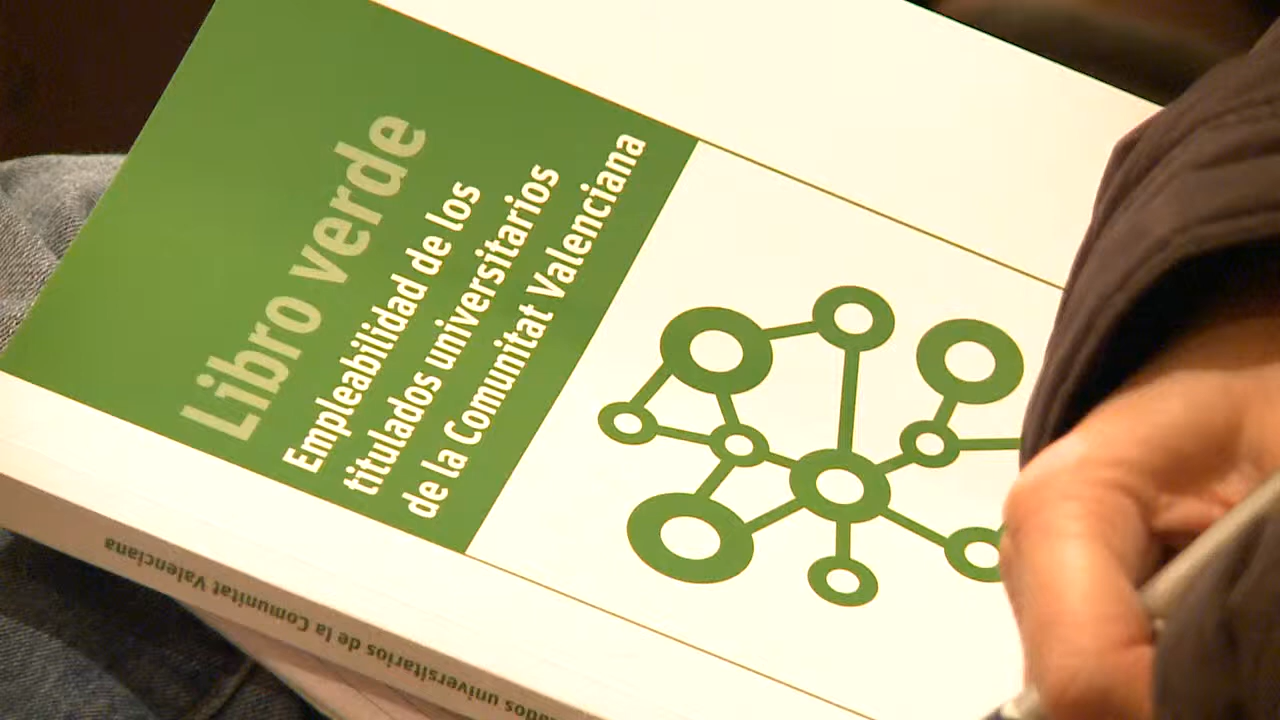 Libro verde
Empleabilidad de los
titulados universitarios
de la Comunitat Valenciana
universitarios de la Comunitat Valenciana